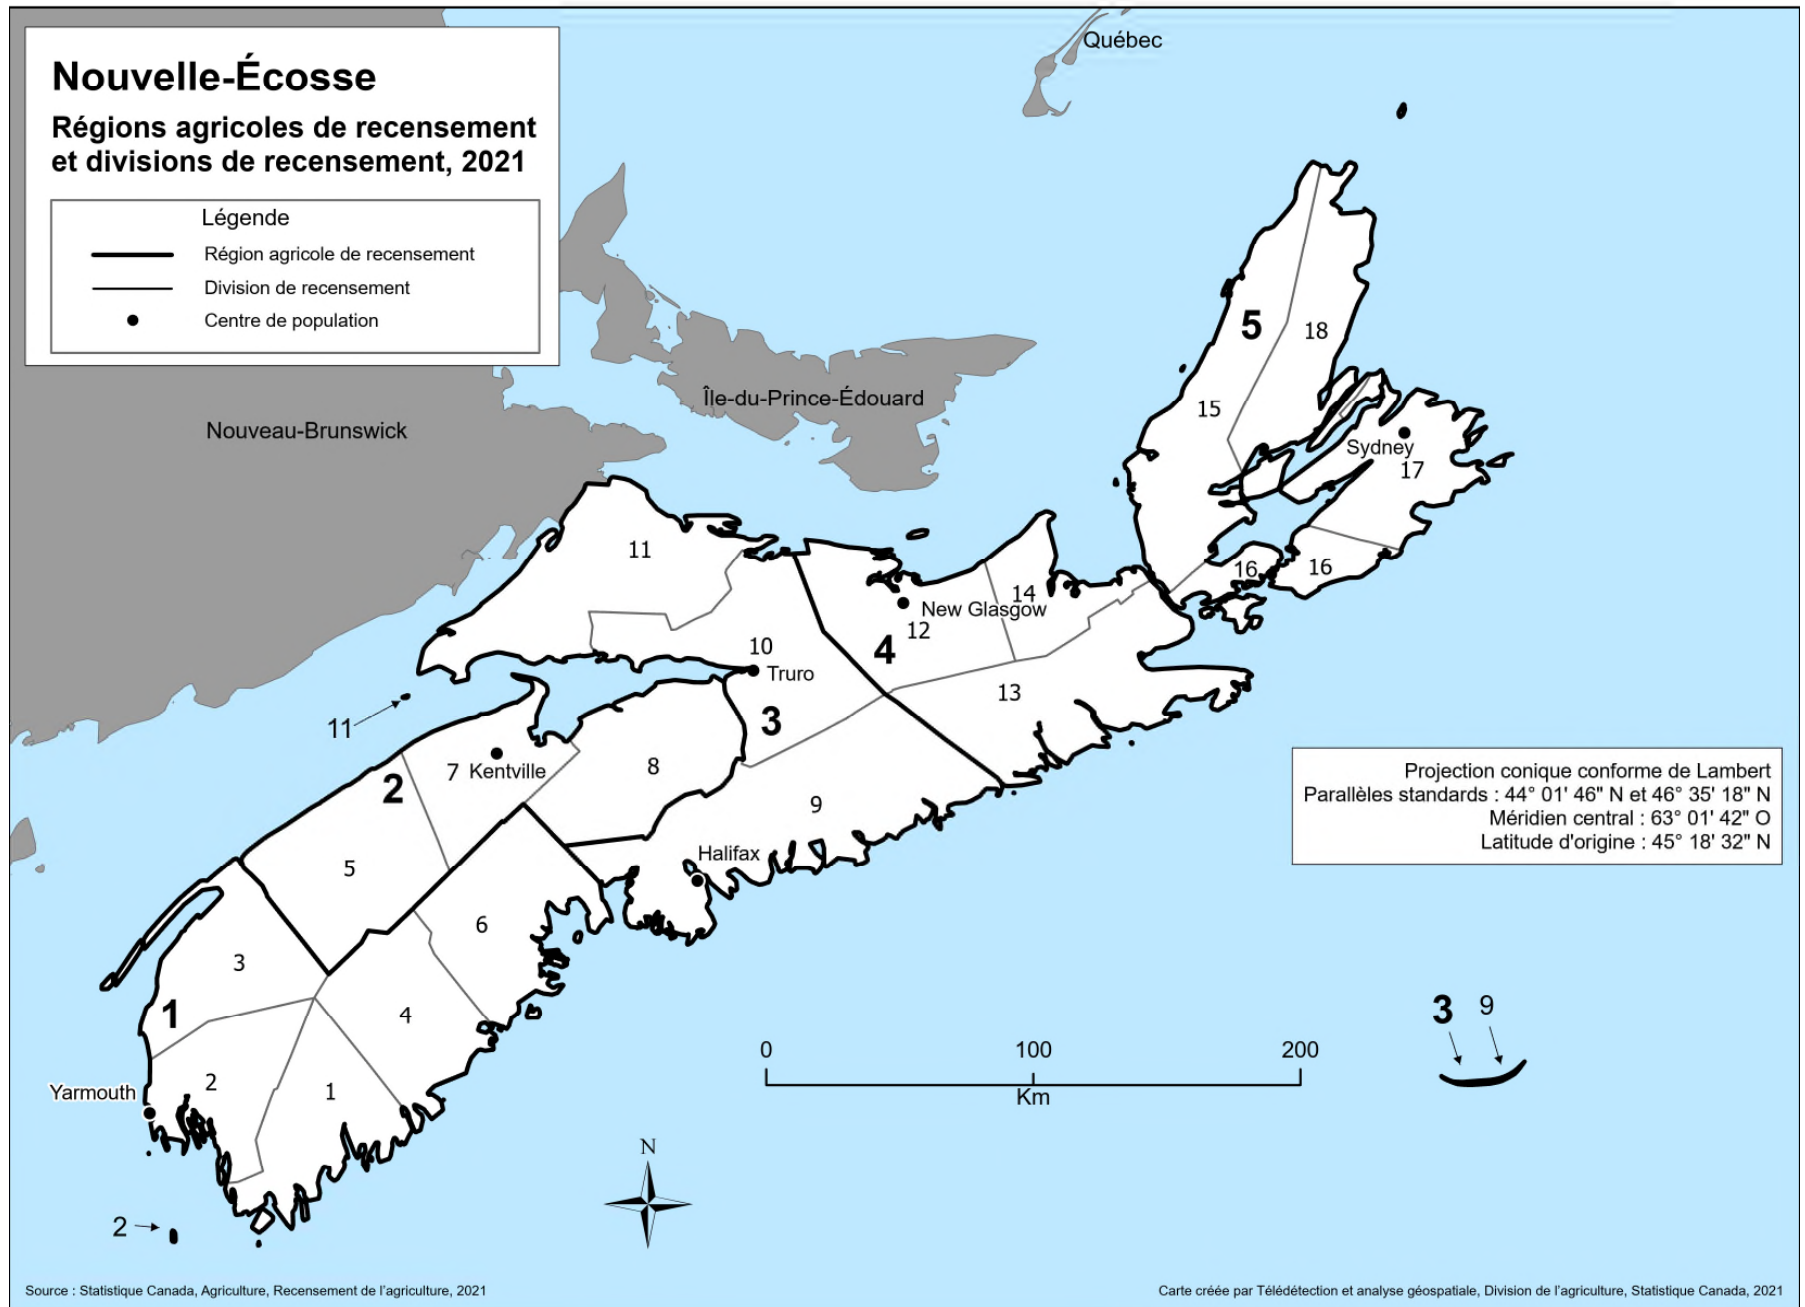 Nouvelle-Écosse
Régions agricoles de recensement
et divisions de recensement, 2021
Légende
Région agricole de recensement
Division de recensement
Centre de population
Québec
Nouveau-Brunswick
Île-du-Prince-Édouard
5
18
15
Sydney
17
16
16
11
14
New Glasgow
12
4
10
Truro
13
3
11
7
Kentville
8
2
9
5
Halifax
6
3
1
4
2
1
Yarmouth
2
Projection conique conforme de Lambert
Parallèles standards : 44° 01' 46" N et 46° 35' 18" N
Méridien central : 63° 01' 42" O
Latitude d'origine : 45° 18' 32" N
3 9
0 100 200
Km
N
Source : Statistique Canada, Agriculture, Recensement de l'agriculture, 2021
Carte créée par Télédétection et analyse géospatiale, Division de l'agriculture, Statistique Canada, 2021